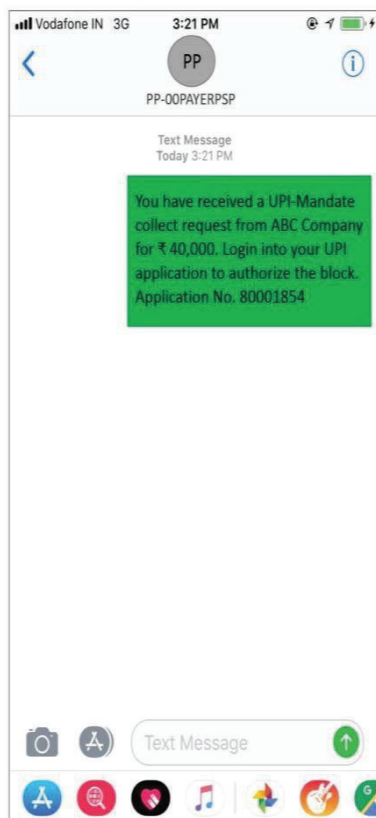 Vodafone IN 3G 3:21 PM
PP
PP-00PAYERPSP
Text Message
Today 3:21 PM
You have received a UPI-Mandate
collect request from ABC Company
for ₹ 40,000. Login into your UPI
application to authorize the block.
Application No. 80001854
Text Message
G